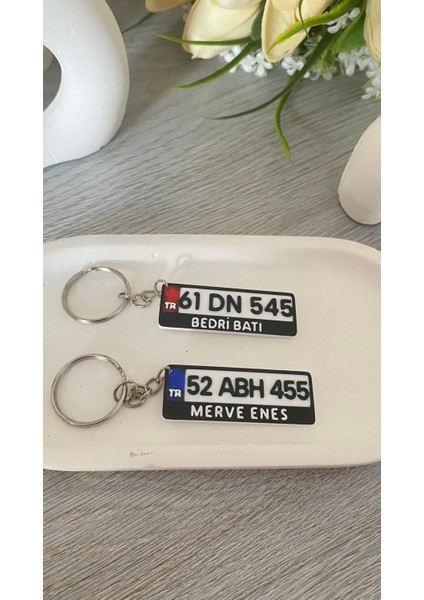 TR 61 DN 545
BEDRİ BATI
TR 52 ABH 455
MERVE ENES